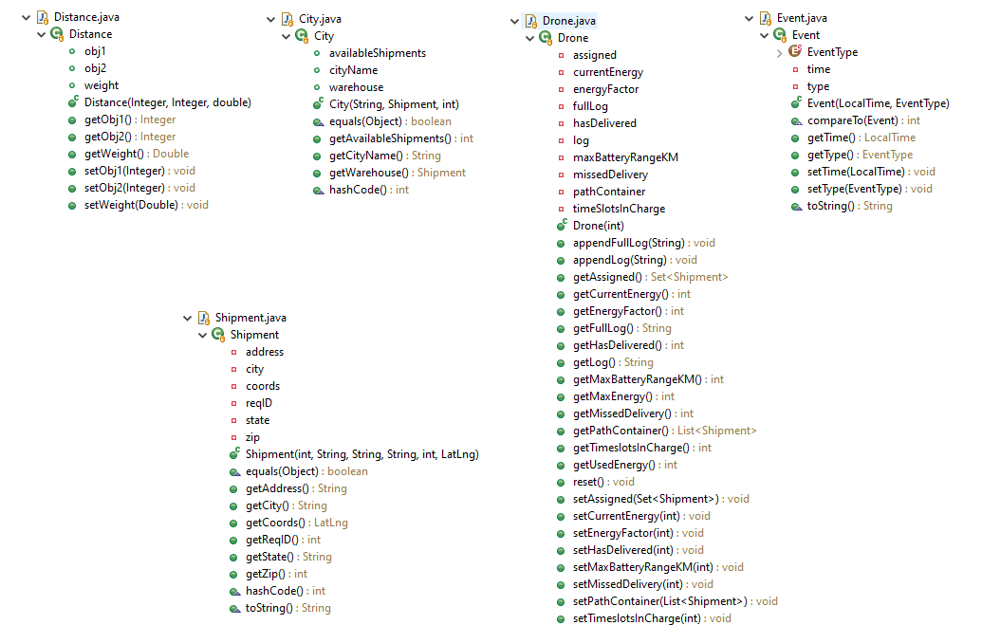 Distance.java
Distance
obj1
obj2
weight
Distance(Integer, Integer, double)
getObj1() : Integer
getObj2() : Integer
getWeight() : Double
setObj1(Integer) : void
setObj2(Integer) : void
setWeight(Double) : void
City.java
City
availableShipments
cityName
warehouse
City(String, Shipment, int)
equals(Object) : boolean
getAvailableShipments() : int
getCityName() : String
getWarehouse() : Shipment
hashCode() : int
Drone.java
Drone
assigned
currentEnergy
energyFactor
fullLog
hasDelivered
log
maxBatteryRangeKM
missedDelivery
pathContainer
timeSlotsInCharge
Drone(int)
appendFullLog(String) : void
appendLog(String) : void
getAssigned() : Set<Shipment>
getCurrentEnergy() : int
getEnergyFactor() : int
getFullLog() : String
getHasDelivered() : int
getLog() : String
getMaxBatteryRangeKM() : int
getMaxEnergy() : int
getMissedDelivery() : int
getPathContainer() : List<Shipment>
getTimeslotsInCharge() : int
getUsedEnergy() : int
reset() : void
setAssigned(Set<Shipment>) : void
setCurrentEnergy(int) : void
setEnergyFactor(int) : void
setHasDelivered(int) : void
setMaxBatteryRangeKM(int) : void
setMissedDelivery(int) : void
setPathContainer(List<Shipment>) : void
setTimeslotsInCharge(int) : void
Event.java
Event
EventType
time
type
Event(LocalTime, EventType)
compareTo(Event) : int
getTime() : LocalTime
getType() : EventType
setTime(LocalTime) : void
setType(EventType) : void
toString() : String
Shipment.java
Shipment
address
city
coords
reqID
state
zip
Shipment(int, String, String, String, int, LatLng)
equals(Object) : boolean
getAddress() : String
getCity() : String
getCoords() : LatLng
getReqID() : int
getState() : String
getZip() : int
hashCode() : int
toString() : String